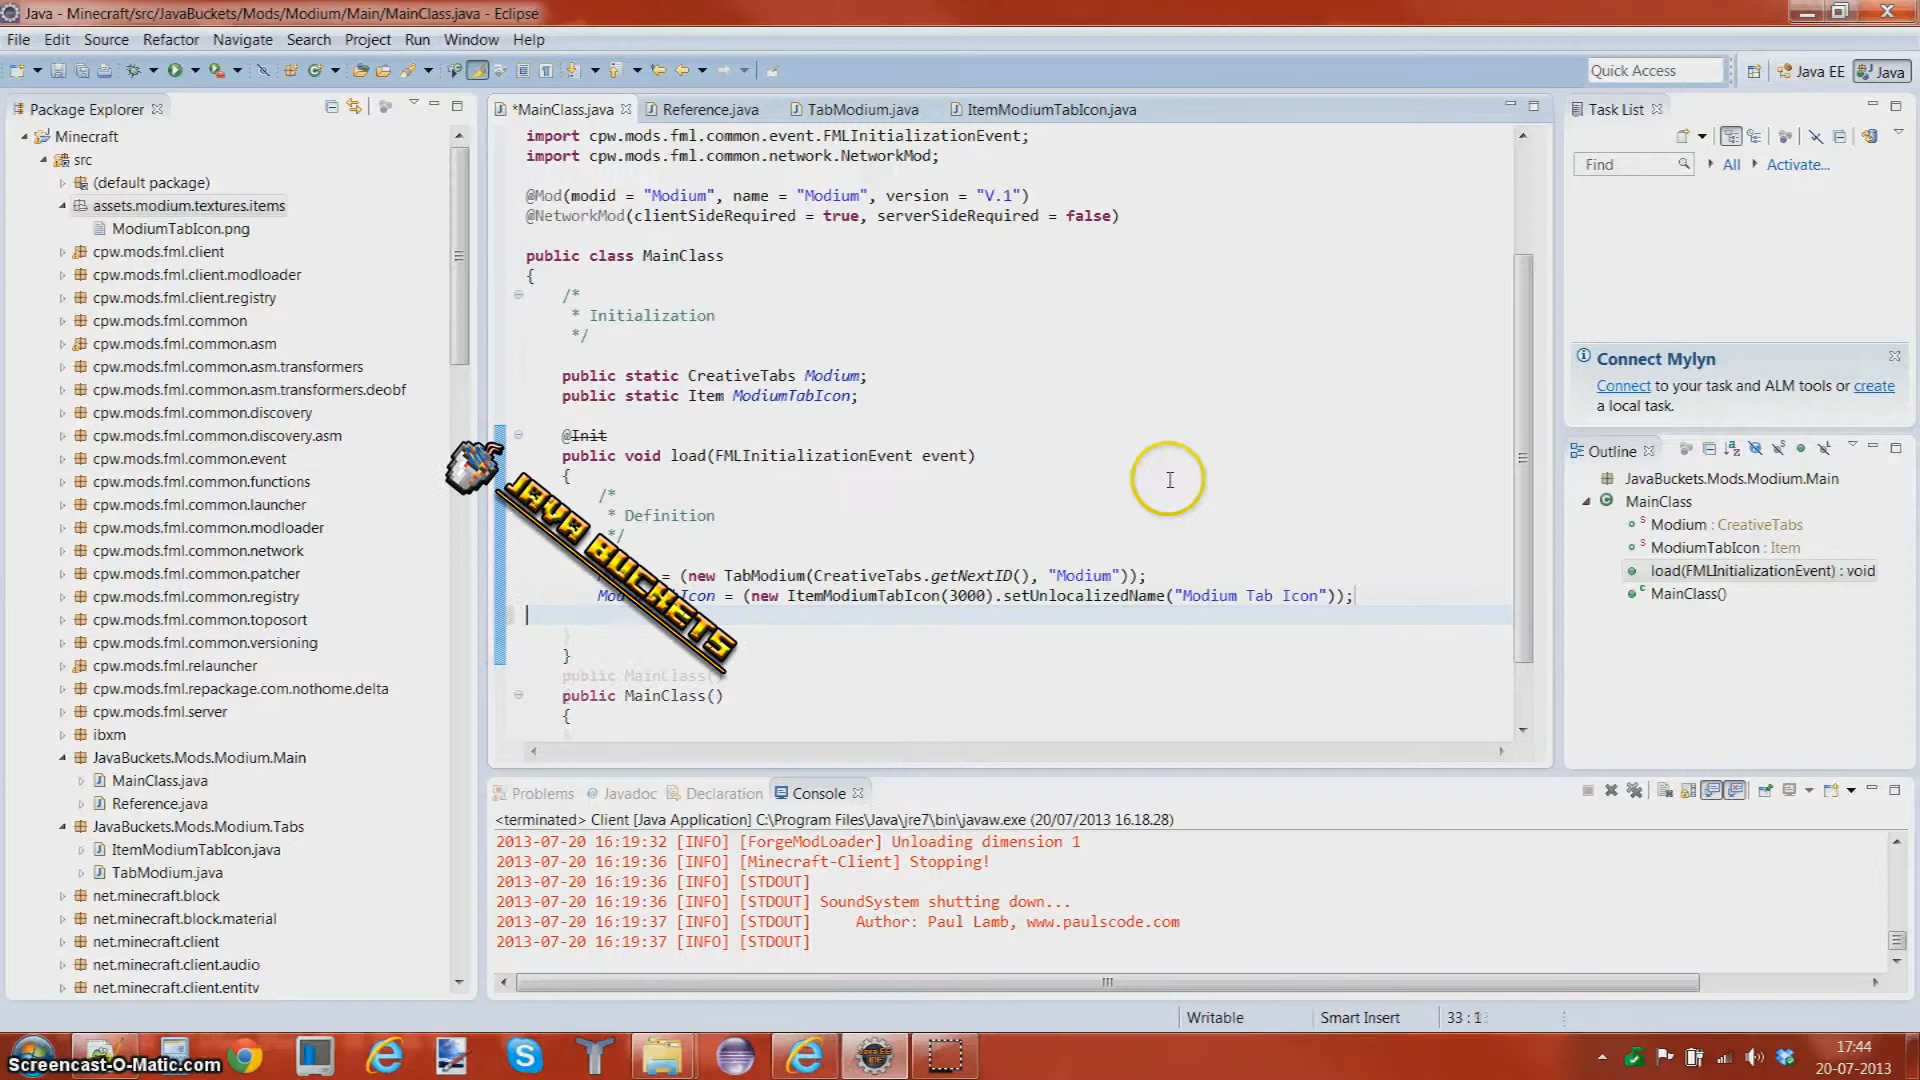 Java - Minecraft/src/JavaBuckets/Mods/Modium/Main/MainClass.java - Eclipse
File Edit Source Refactor Navigate Search Project Run Window Help
Quick Access
Java EE
Java
Package Explorer
Minecraft
src
(default package)
assets.modium.textures.items
ModiumTabIcon.png
cpw.mods.fml.client
cpw.mods.fml.client.modloader
cpw.mods.fml.client.registry
cpw.mods.fml.common
cpw.mods.fml.common.asm
cpw.mods.fml.common.asm.transformers
cpw.mods.fml.common.asm.transformers.deobf
cpw.mods.fml.common.discovery
cpw.mods.fml.common.discovery.asm
cpw.mods.fml.common.event
cpw.mods.fml.common.functions
cpw.mods.fml.common.launcher
cpw.mods.fml.common.modloader
cpw.mods.fml.common.network
cpw.mods.fml.common.patcher
cpw.mods.fml.common.registry
cpw.mods.fml.common.toposort
cpw.mods.fml.common.versioning
cpw.mods.fml.relauncher
cpw.mods.fml.repackage.com.nothome.delta
cpw.mods.fml.server
ibxm
JavaBuckets.Mods.Modium.Main
MainClass.java
Reference.java
JavaBuckets.Mods.Modium.Tabs
ItemModiumTabIcon.java
TabModium.java
net.minecraft.block
net.minecraft.block.material
net.minecraft.client
net.minecraft.client.audio
net.minecraft.client.entity
*MainClass.java Reference.java TabModium.java ItemModiumTabIcon.java
import cpw.mods.fml.common.event.FMLInitializationEvent;
import cpw.mods.fml.common.network.NetworkMod;
@Mod(modid = "Modium", name = "Modium", version = "V.1")
@NetworkMod(clientSideRequired = true, serverSideRequired = false)
public class MainClass
{
/*
* Initialization
*/
public static CreativeTabs Modium;
public static Item ModiumTabIcon;
@Init
public void load(FMLInitializationEvent event)
{
/*
* Definition
*/
= (new TabModium(CreativeTabs.getNextID(), "Modium"));
= (new ItemModiumTabIcon(3000).setUnlocalizedName("Modium Tab Icon"));
}
}
public MainClass()
public MainClass()
{
JAVA BUCKETS
Task List
Find
All
Activate...
Connect Mylyn
Connect to your task and ALM tools or create
a local task.
Outline
JavaBuckets.Mods.Modium.Main
MainClass
Modium : CreativeTabs
ModiumTabIcon : Item
load(FMLInitializationEvent) : void
MainClass()
Problems Javadoc Declaration Console
<terminated> Client [Java Application] C:\Program Files\Java\jre7\bin\javaw.exe (20/07/2013 16.18.28)
2013-07-20 16:19:32 [INFO] [ForgeModLoader] Unloading dimension 1
2013-07-20 16:19:36 [INFO] [Minecraft-Client] Stopping!
2013-07-20 16:19:36 [INFO] [STDOUT]
2013-07-20 16:19:36 [INFO] [STDOUT] SoundSystem shutting down...
2013-07-20 16:19:37 [INFO] [STDOUT] Author: Paul Lamb, www.paulscode.com
2013-07-20 16:19:37 [INFO] [STDOUT]
Writable
Smart Insert
33 : 1
Screencast-O-Matic.com
17:44
20-07-2013